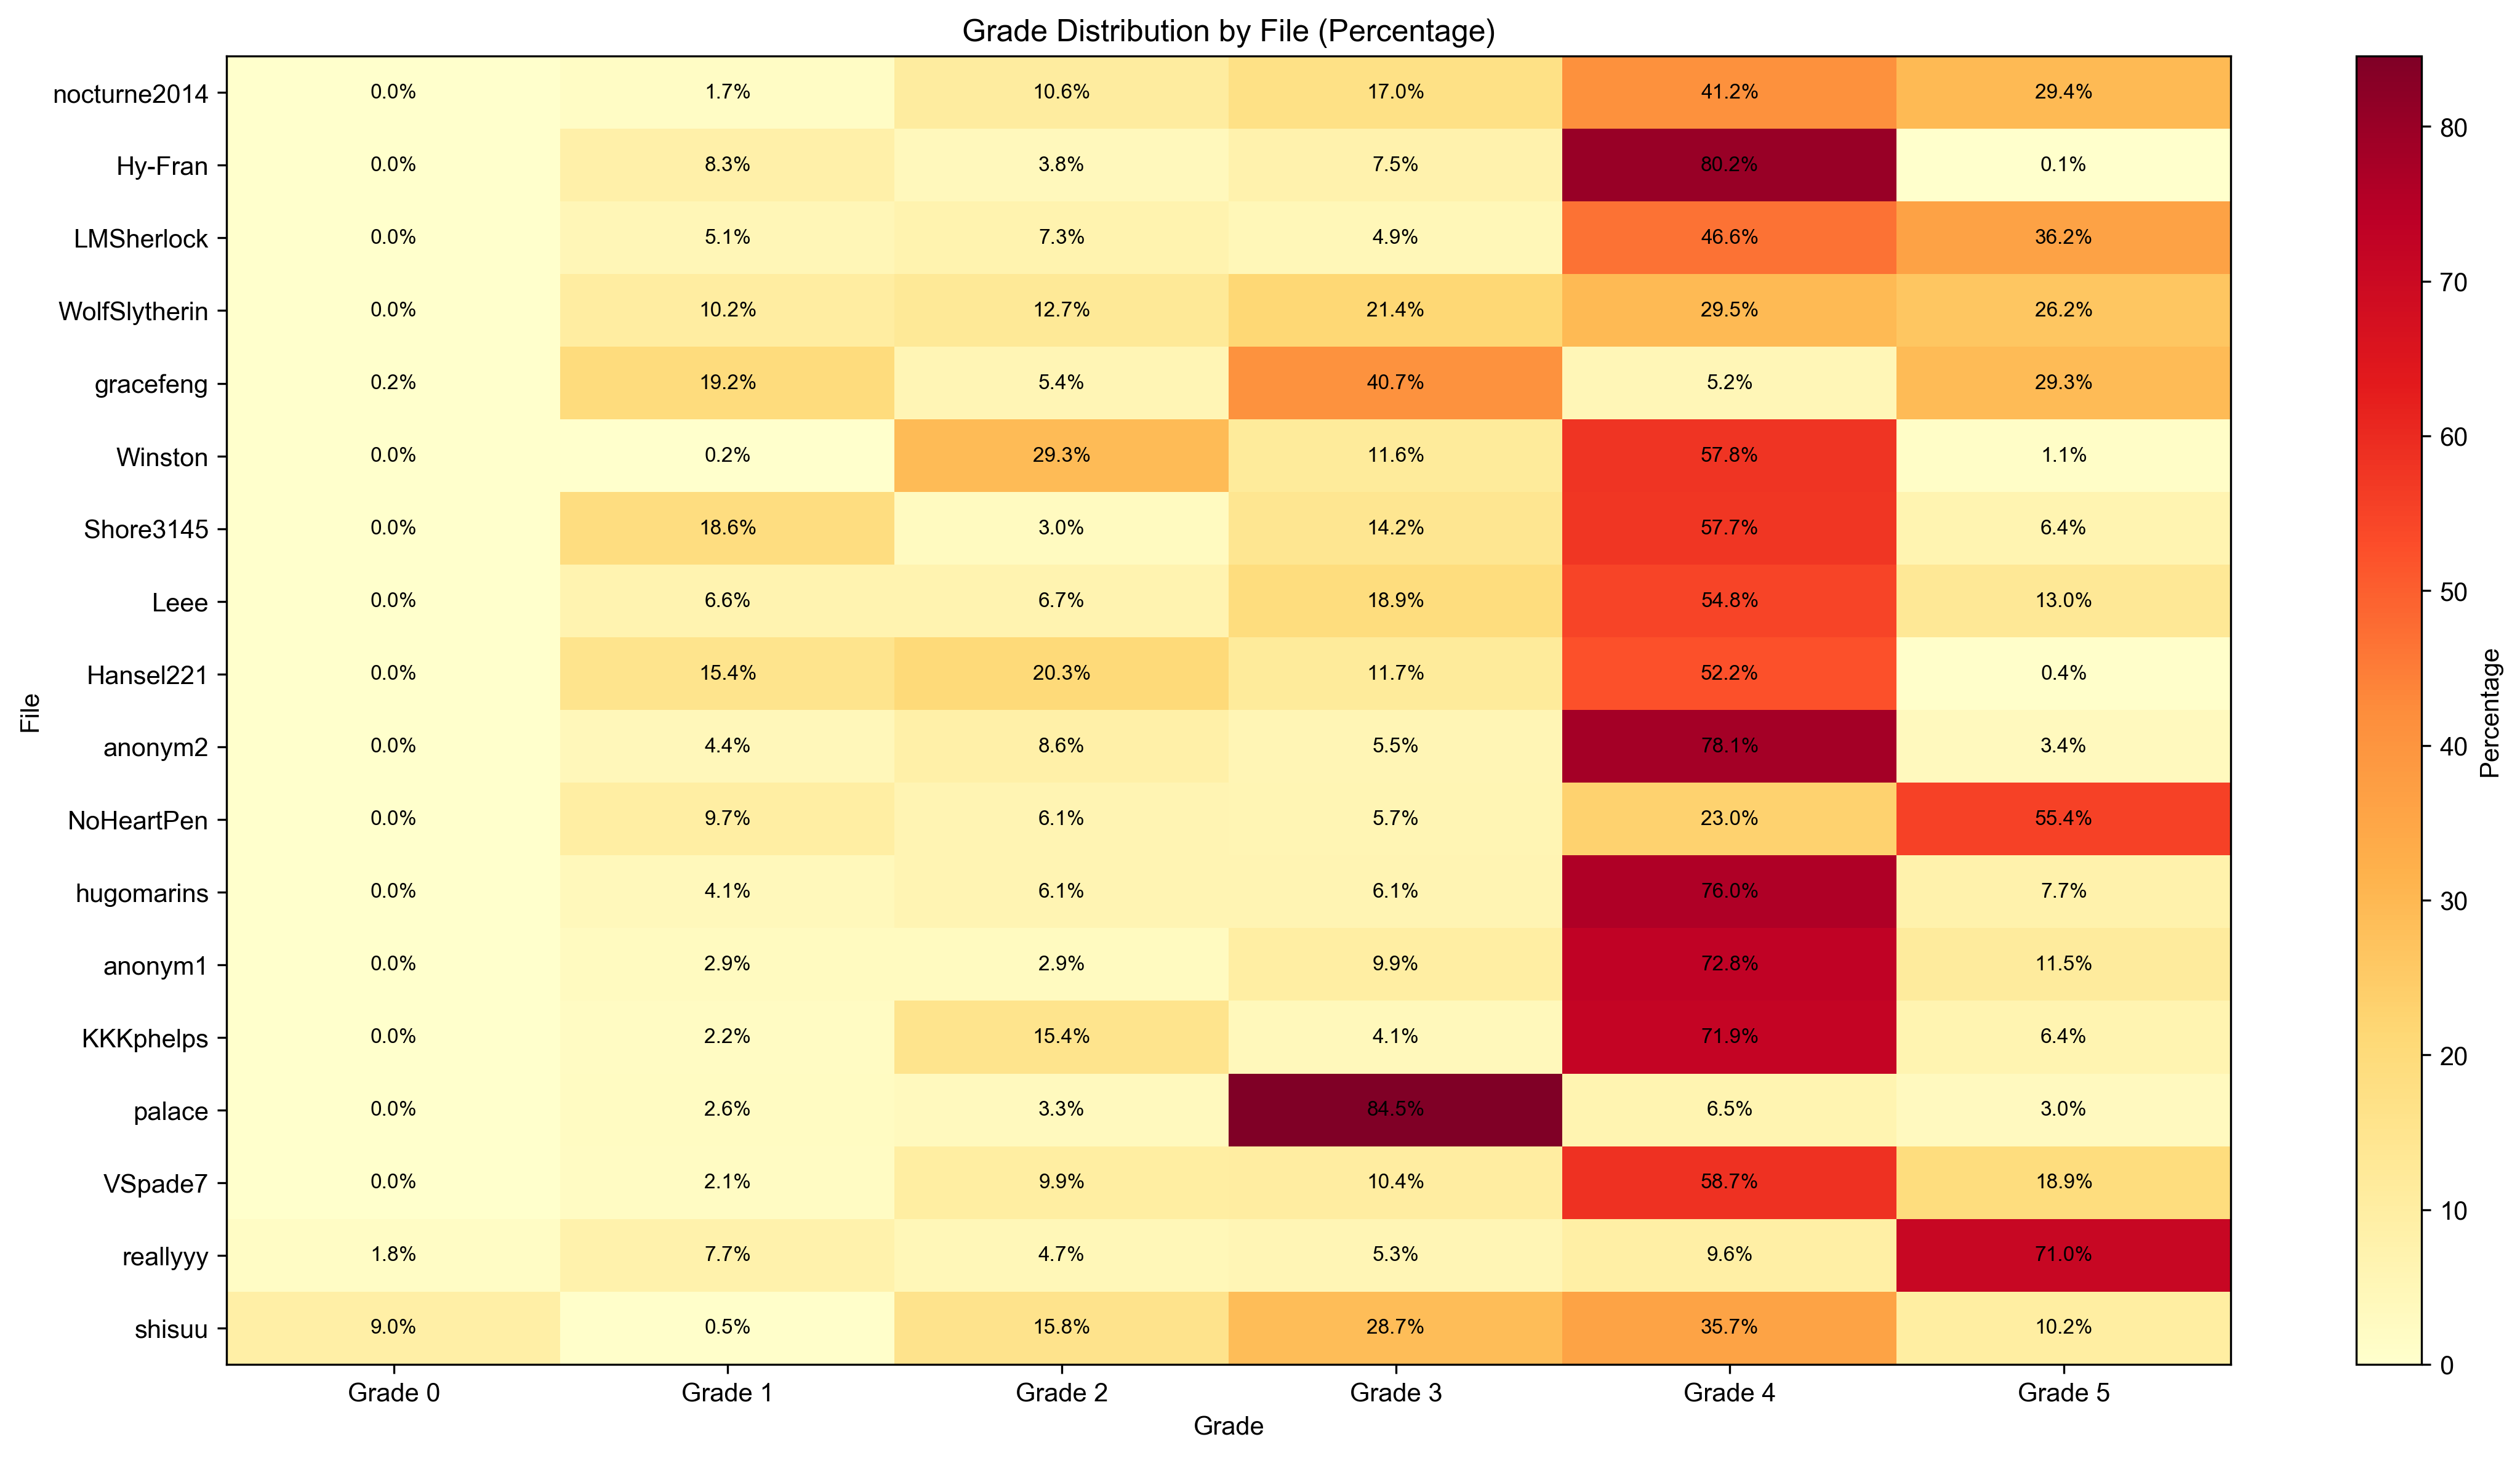 Grade Distribution by File (Percentage)
nocturne2014 0.0% 1.7% 10.6% 17.0% 41.2% 29.4%
Hy-Fran 0.0% 8.3% 3.8% 7.5% 80.2% 0.1%
LMSherlock 0.0% 5.1% 7.3% 4.9% 46.6% 36.2%
WolfSlytherin 0.0% 10.2% 12.7% 21.4% 29.5% 26.2%
gracefeng 0.2% 19.2% 5.4% 40.7% 5.2% 29.3%
Winston 0.0% 0.2% 29.3% 11.6% 57.8% 1.1%
Shore3145 0.0% 18.6% 3.0% 14.2% 57.7% 6.4%
Leee 0.0% 6.6% 6.7% 18.9% 54.8% 13.0%
Hansel221 0.0% 15.4% 20.3% 11.7% 52.2% 0.4%
anonym2 0.0% 4.4% 8.6% 5.5% 78.1% 3.4%
NoHeartPen 0.0% 9.7% 6.1% 5.7% 23.0% 55.4%
hugomarins 0.0% 4.1% 6.1% 6.1% 76.0% 7.7%
anonym1 0.0% 2.9% 2.9% 9.9% 72.8% 11.5%
KKKphelps 0.0% 2.2% 15.4% 4.1% 71.9% 6.4%
palace 0.0% 2.6% 3.3% 84.5% 6.5% 3.0%
VSpade7 0.0% 2.1% 9.9% 10.4% 58.7% 18.9%
reallyyy 1.8% 7.7% 4.7% 5.3% 9.6% 71.0%
shisuu 9.0% 0.5% 15.8% 28.7% 35.7% 10.2%
Grade 0 Grade 1 Grade 2 Grade 3 Grade 4 Grade 5
Grade
File
80
70
60
50
40
30
20
10
0
Percentage